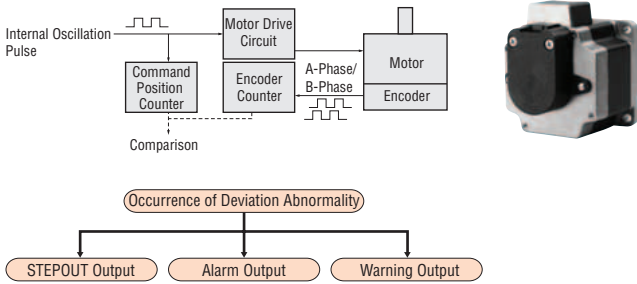 Internal Oscillation
Pulse
Motor Drive
Circuit
Command
Position
Counter
Encoder
Counter
A-Phase/
B-Phase
Motor
Encoder
Comparison
Occurrence of Deviation Abnormality
STEPOUT Output
Alarm Output
Warning Output